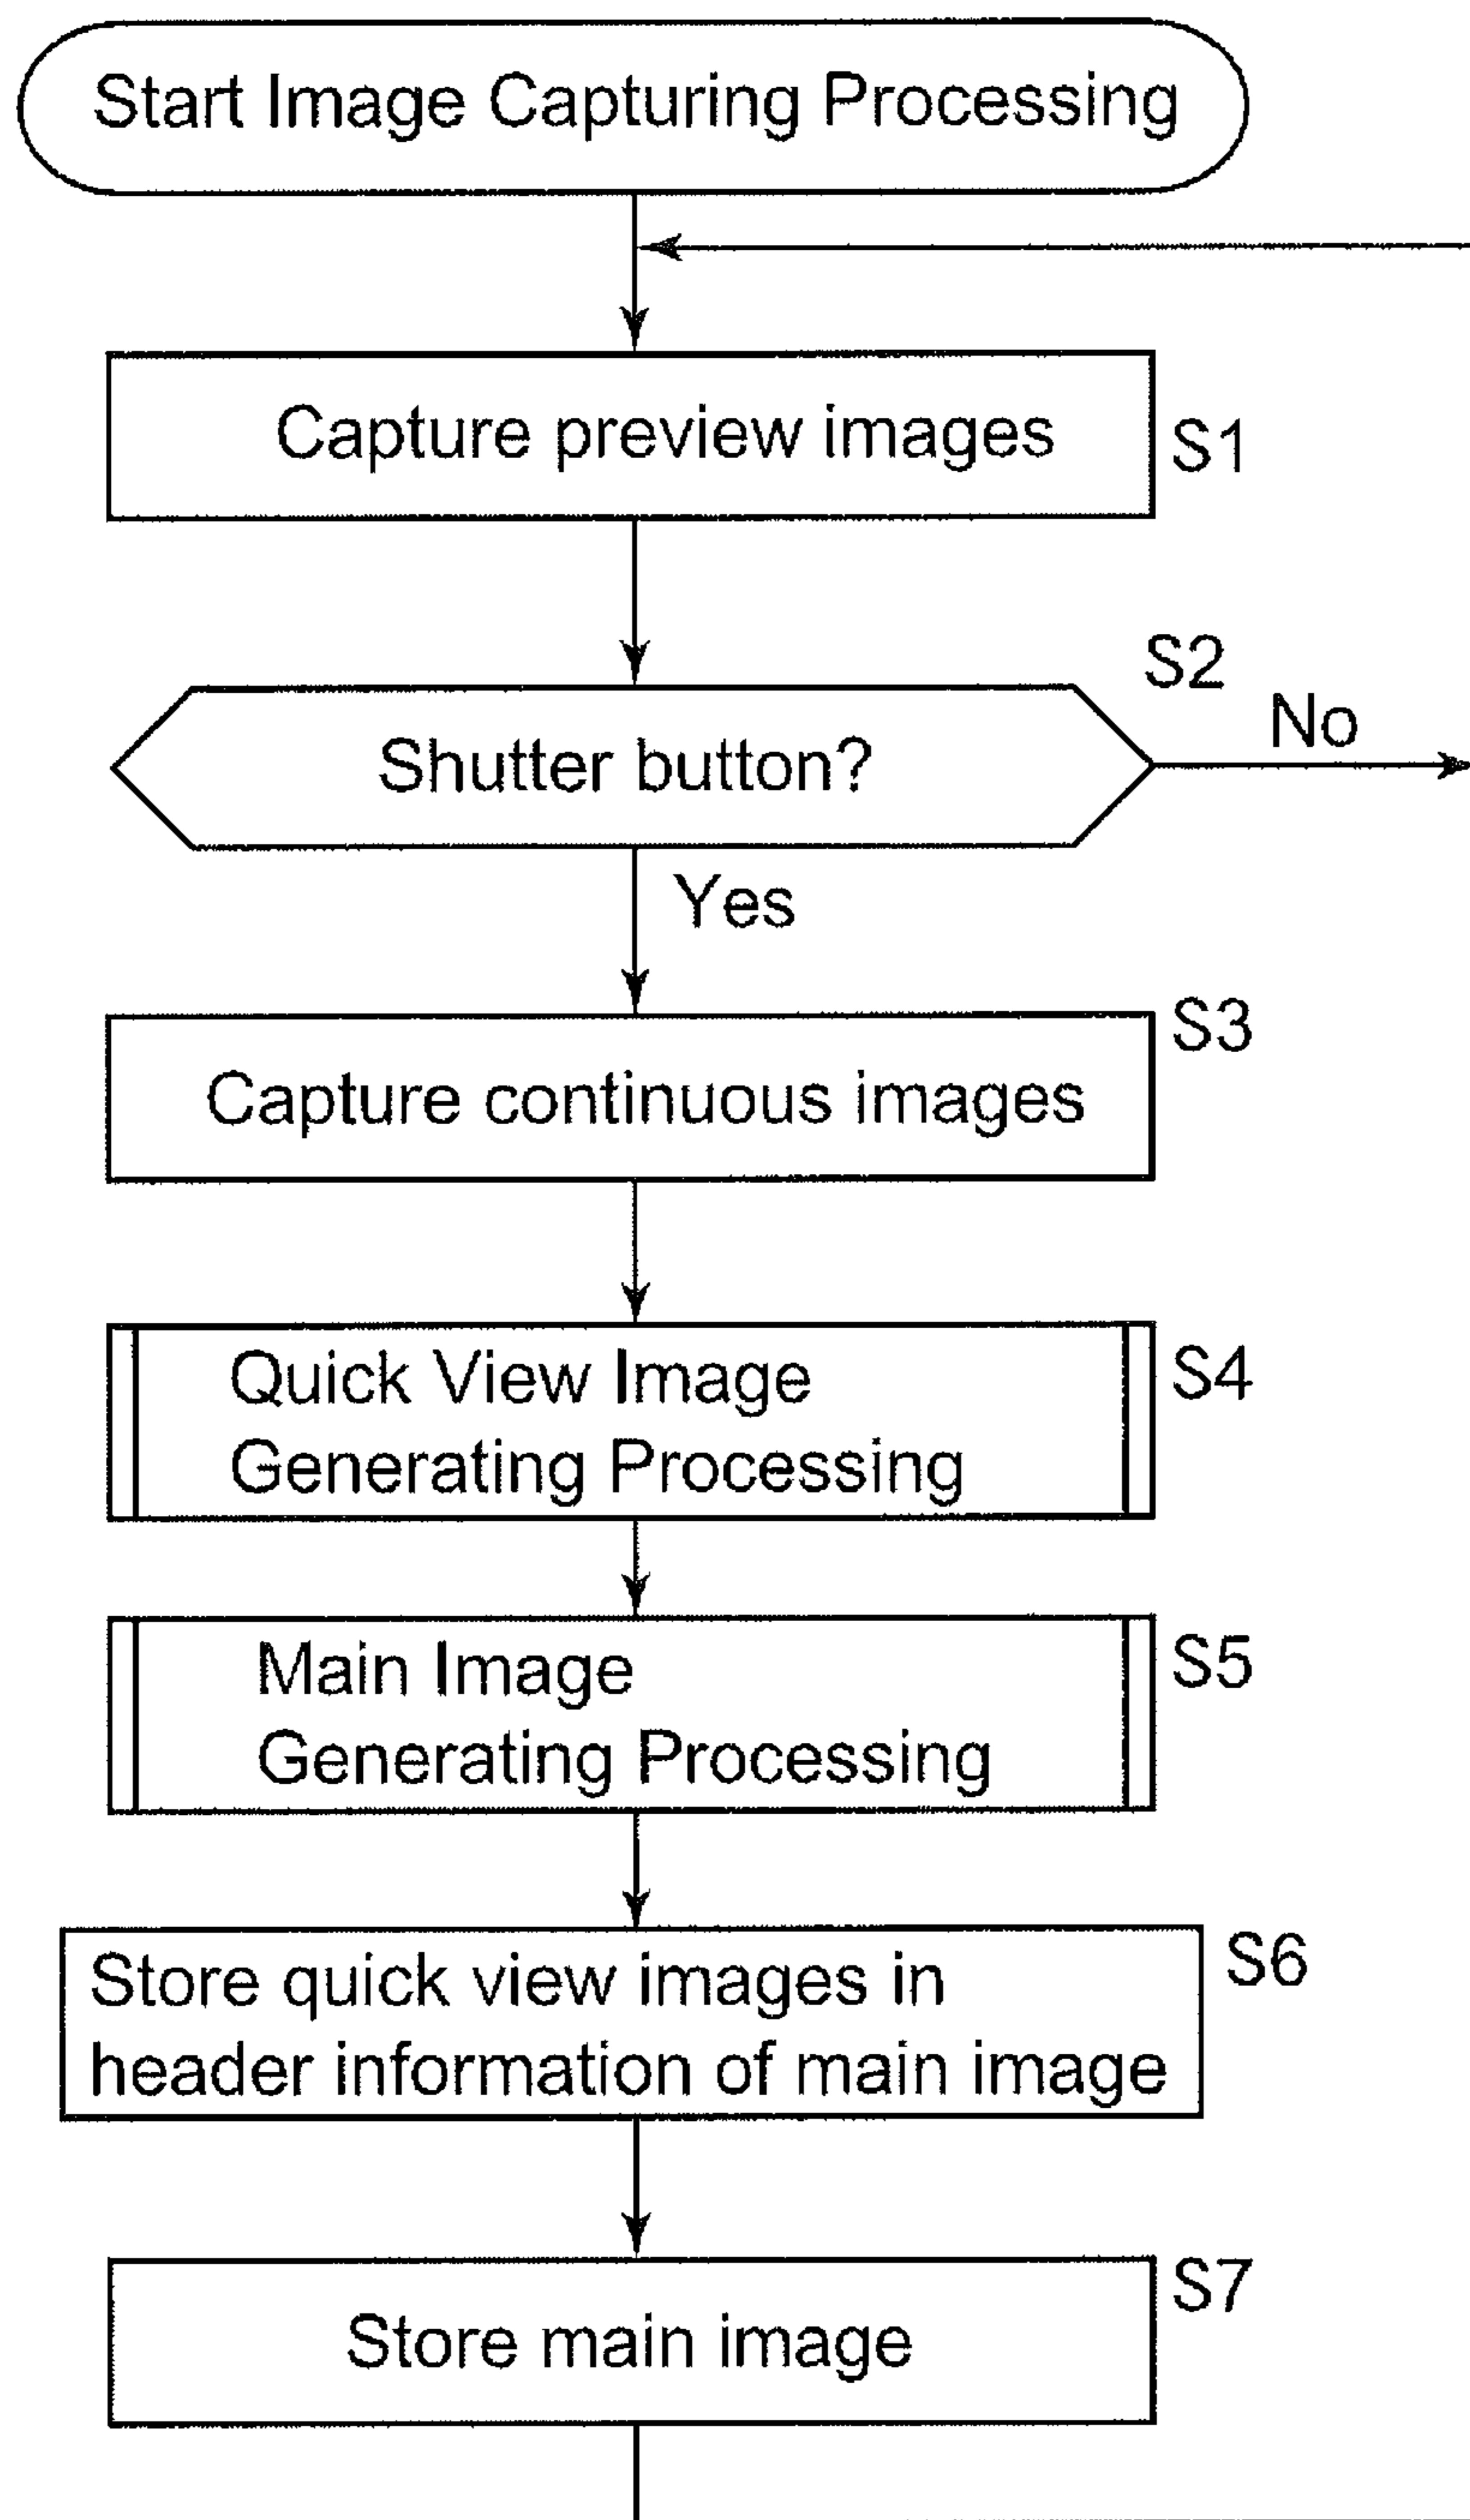 Start Image Capturing Processing
Capture preview images
S1
S2
No
Shutter button?
Yes
S3
Capture continuous images
Quick View Image
Generating Processing
S4
Main Image
Generating Processing
S5
Store quick view images in
header information of main image
S6
S7
Store main image